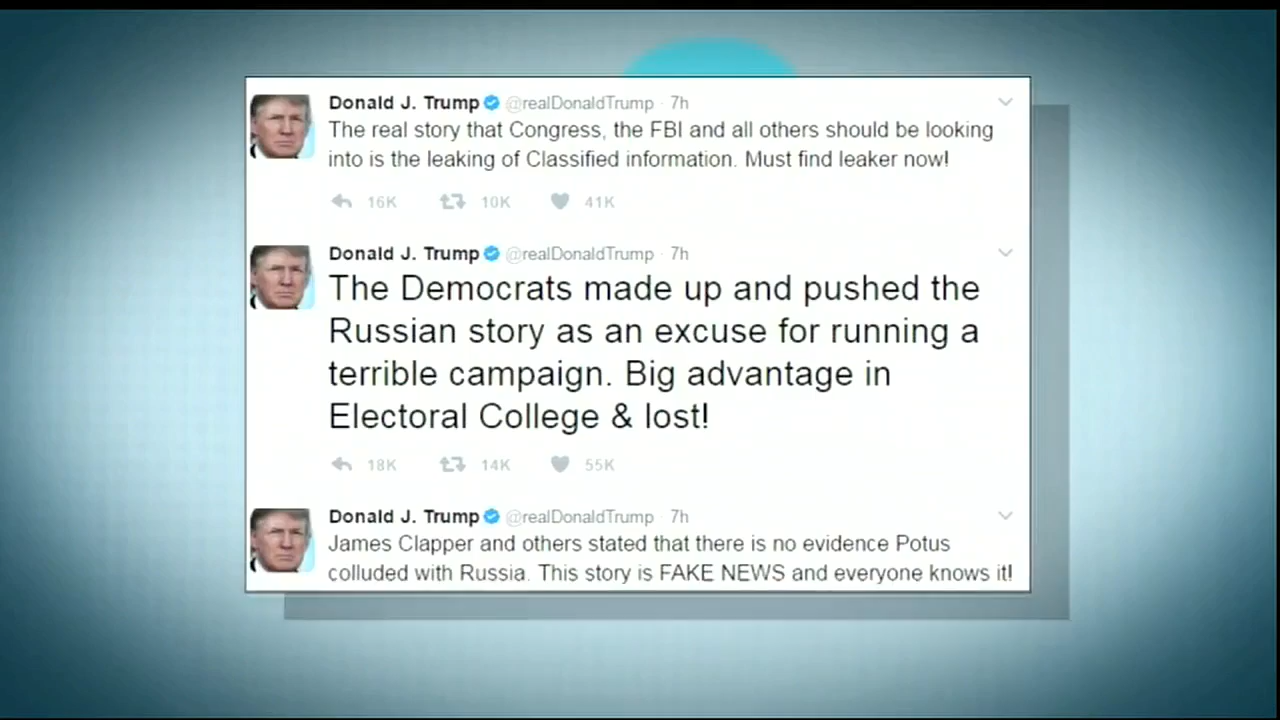 Donald J. Trump @realDonaldTrump · 7h
The real story that Congress, the FBI and all others should be looking
into is the leaking of Classified information. Must find leaker now!
16K 10K 41K
Donald J. Trump @realDonaldTrump · 7h
The Democrats made up and pushed the
Russian story as an excuse for running a
terrible campaign. Big advantage in
Electoral College & lost!
18K 14K 55K
Donald J. Trump @realDonaldTrump · 7h
James Clapper and others stated that there is no evidence Potus
colluded with Russia. This story is FAKE NEWS and everyone knows it!